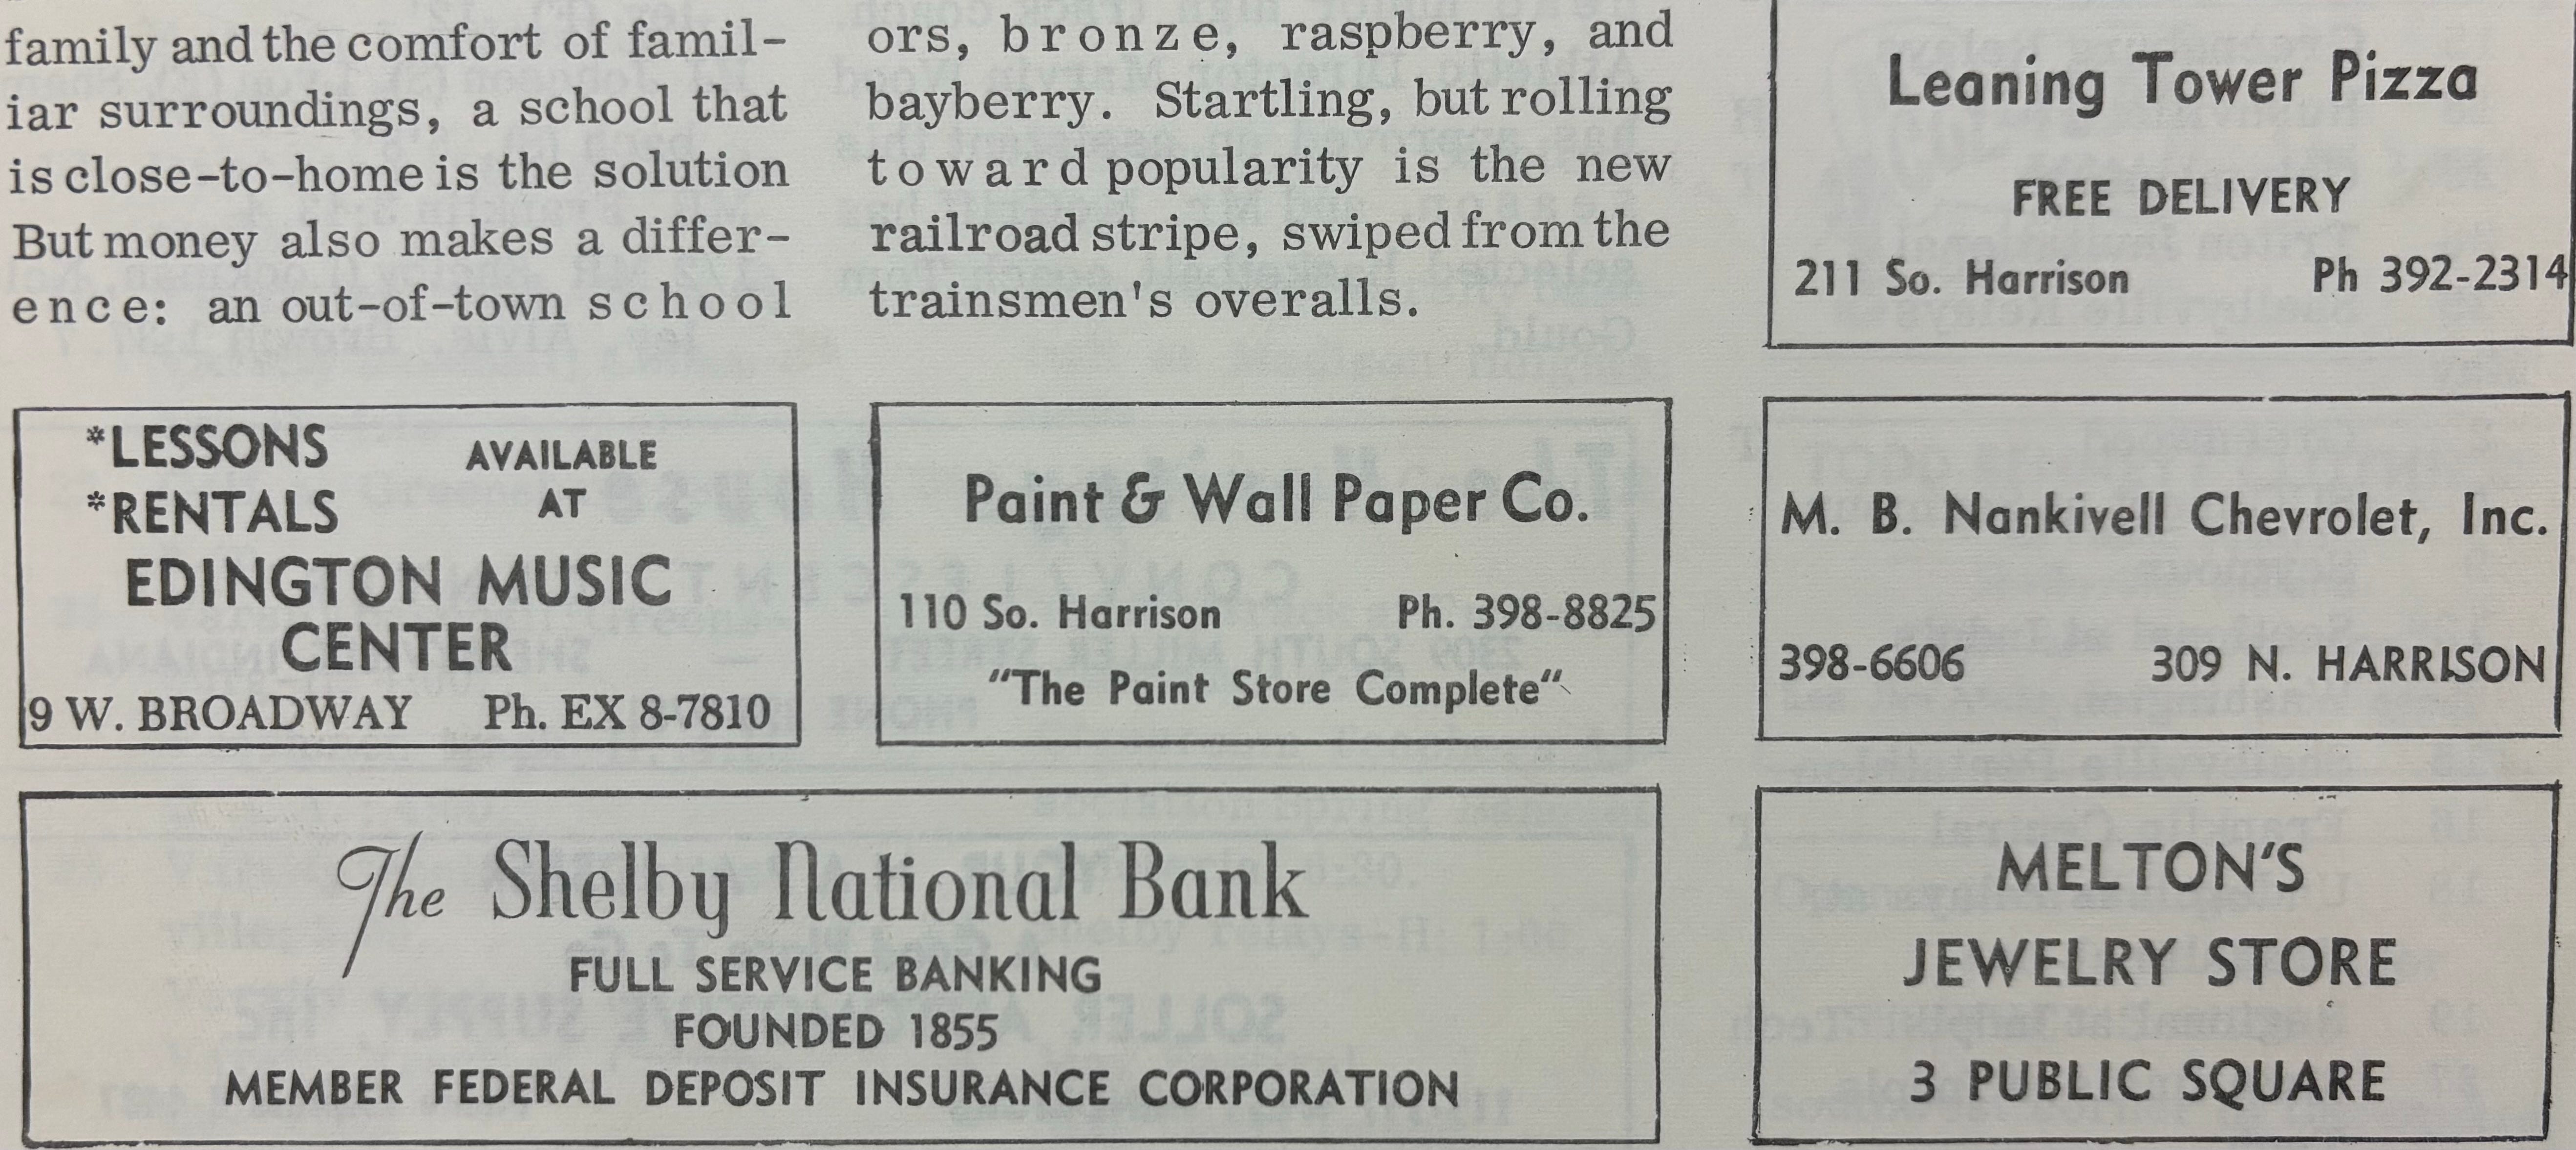 family and the comfort of famil-
iar surroundings, a school that
is close-to-home is the solution
But money also makes a differ-
ence: an out-of-town school
ors, bronze, raspberry, and
bayberry. Startling, but rolling
toward popularity is the new
railroad stripe, swiped from the
trainsmen's overalls.
Leaning Tower Pizza
FREE DELIVERY
211 So. Harrison Ph 392-2314
*LESSONS AVAILABLE
*RENTALS AT
EDINGTON MUSIC
CENTER
9 W. BROADWAY Ph. EX 8-7810
Paint & Wall Paper Co.
110 So. Harrison Ph. 398-8825
"The Paint Store Complete"
M. B. Nankivell Chevrolet, Inc.
398-6606 309 N. HARRISON
The Shelby National Bank
FULL SERVICE BANKING
FOUNDED 1855
MEMBER FEDERAL DEPOSIT INSURANCE CORPORATION
MELTON'S
JEWELRY STORE
3 PUBLIC SQUARE